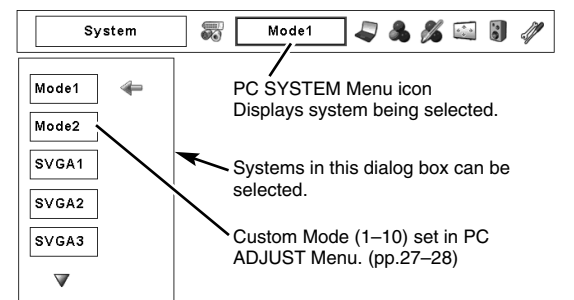 System
Mode1
Mode1
Mode2
SVGA1
SVGA2
SVGA3
PC SYSTEM Menu icon
Displays system being selected.
Systems in this dialog box can be
selected.
Custom Mode (1–10) set in PC
ADJUST Menu. (pp.27–28)